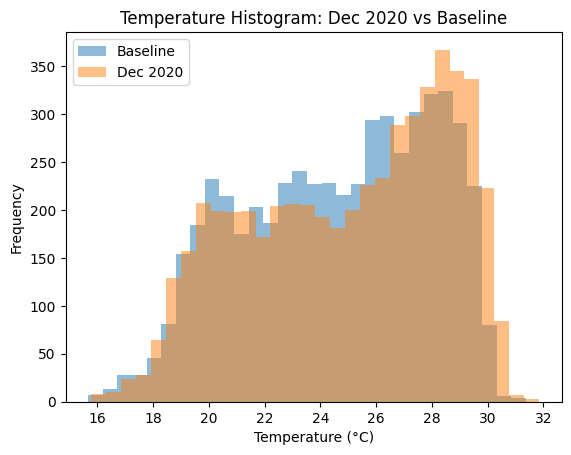 Temperature Histogram: Dec 2020 vs Baseline
Baseline
Dec 2020
350
300
250
200
150
100
50
0
Frequency
16 18 20 22 24 26 28 30 32
Temperature (°C)